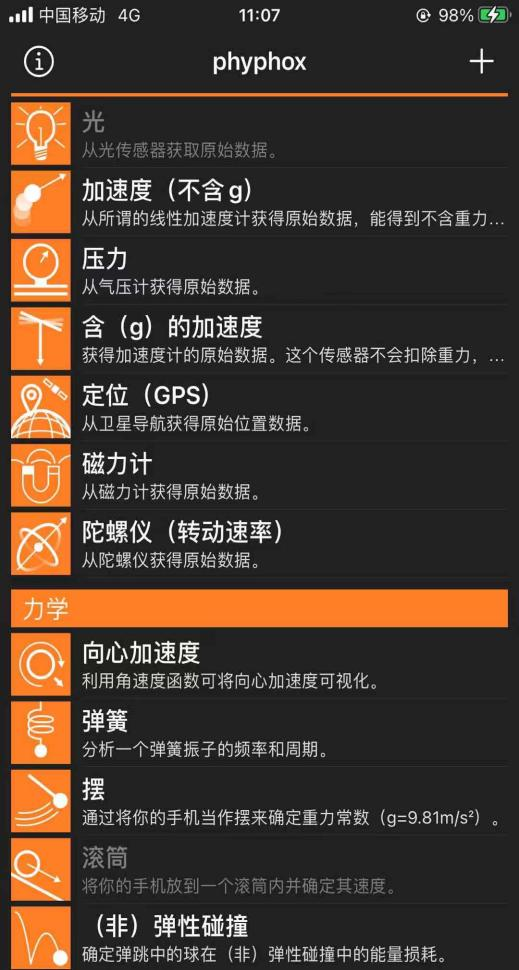 中国移动 4G 11:07 98%
phyphox
光
从光传感器获取原始数据。
加速度（不含g）
从所谓的线性加速度计获得原始数据，能得到不含重力...
压力
从气压计获得原始数据。
含（g）的加速度
获得加速度计的原始数据。这个传感器不会扣除重力，...
定位（GPS）
从卫星导航获得原始位置数据。
磁力计
从磁力计获得原始数据。
陀螺仪（转动速率）
从陀螺仪获得原始数据。
力学
向心加速度
利用角速度函数可将向心加速度可视化。
弹簧
分析一个弹簧振子的频率和周期。
摆
通过将你的手机当作摆来确定重力常数（g=9.81m/s²）。
滚筒
将你的手机放到一个滚筒内并确定其速度。
（非）弹性碰撞
确定弹跳中的球在（非）弹性碰撞中的能量损耗。